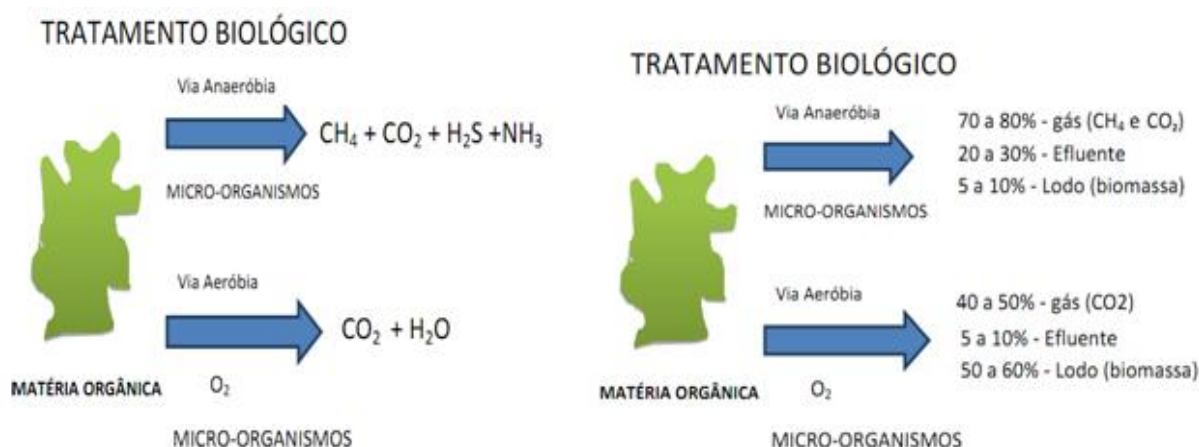 TRATAMENTO BIOLÓGICO
Via Anaeróbia
CH₄ + CO₂ + H₂S +NH₃
MICRO-ORGANISMOS
Via Aeróbia
CO₂ + H₂O
MATÉRIA ORGÂNICA
O₂
MICRO-ORGANISMOS
TRATAMENTO BIOLÓGICO
Via Anaeróbia
70 a 80% - gás (CH₄ e CO₂)
20 a 30% - Efluente
5 a 10% - Lodo (biomassa)
MICRO-ORGANISMOS
Via Aeróbia
40 a 50% - gás (CO2)
5 a 10% - Efluente
50 a 60% - Lodo (biomassa)
MATÉRIA ORGÂNICA
O₂
MICRO-ORGANISMOS